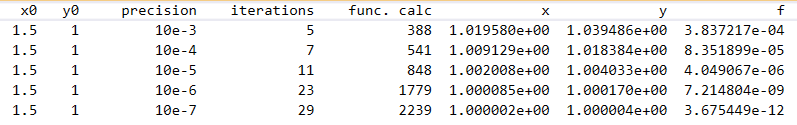 x0 y0 precision iterations func. calc x y f
1.5 1 10e-3 5 388 1.019580e+00 1.039486e+00 3.837217e-04
1.5 1 10e-4 7 541 1.009129e+00 1.018384e+00 8.351899e-05
1.5 1 10e-5 11 848 1.002008e+00 1.004033e+00 4.049067e-06
1.5 1 10e-6 23 1779 1.000085e+00 1.000170e+00 7.214804e-09
1.5 1 10e-7 29 2239 1.000002e+00 1.000004e+00 3.675449e-12